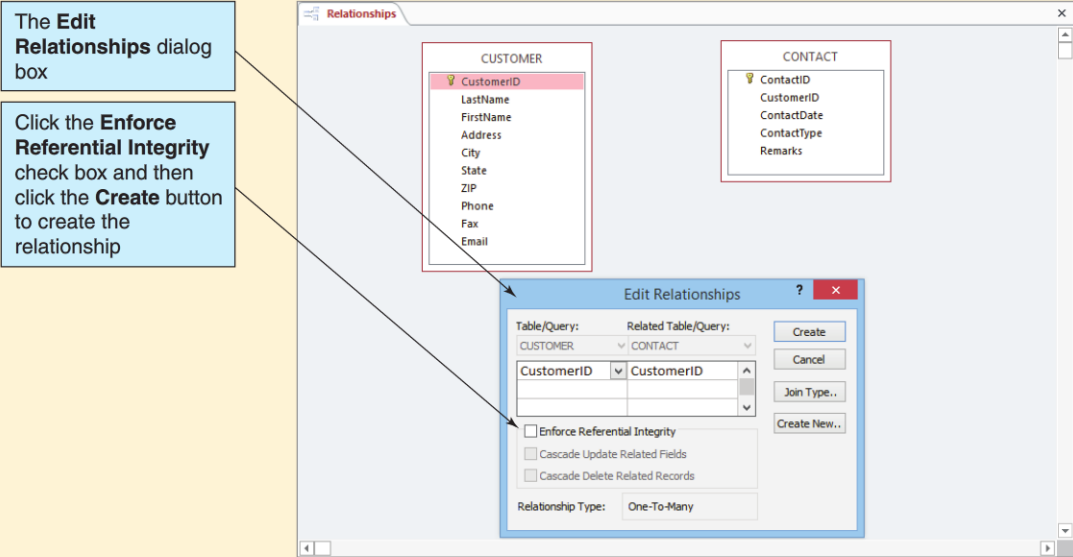 The Edit
Relationships dialog
box
Click the Enforce
Referential Integrity
check box and then
click the Create button
to create the
relationship
Relationships
CUSTOMER
CustomerID
LastName
FirstName
Address
City
State
ZIP
Phone
Fax
Email
CONTACT
ContactID
CustomerID
ContactDate
ContactType
Remarks
Edit Relationships ?
Table/Query: Related Table/Query:
CUSTOMER CONTACT
CustomerID CustomerID
Enforce Referential Integrity
Cascade Update Related Fields
Cascade Delete Related Records
Relationship Type: One-To-Many
Create
Cancel
Join Type..
Create New..